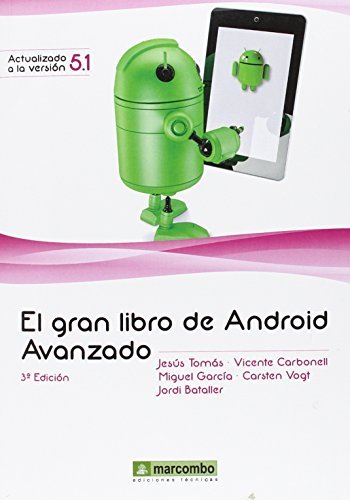 Actualizado
a la versión 5.1
El gran libro de Android
Avanzado
Jesús Tomás · Vicente Carbonell
3ª Edición
Miguel García · Carsten Vogt
Jordi Bataller
marcombo
ediciones técnicas